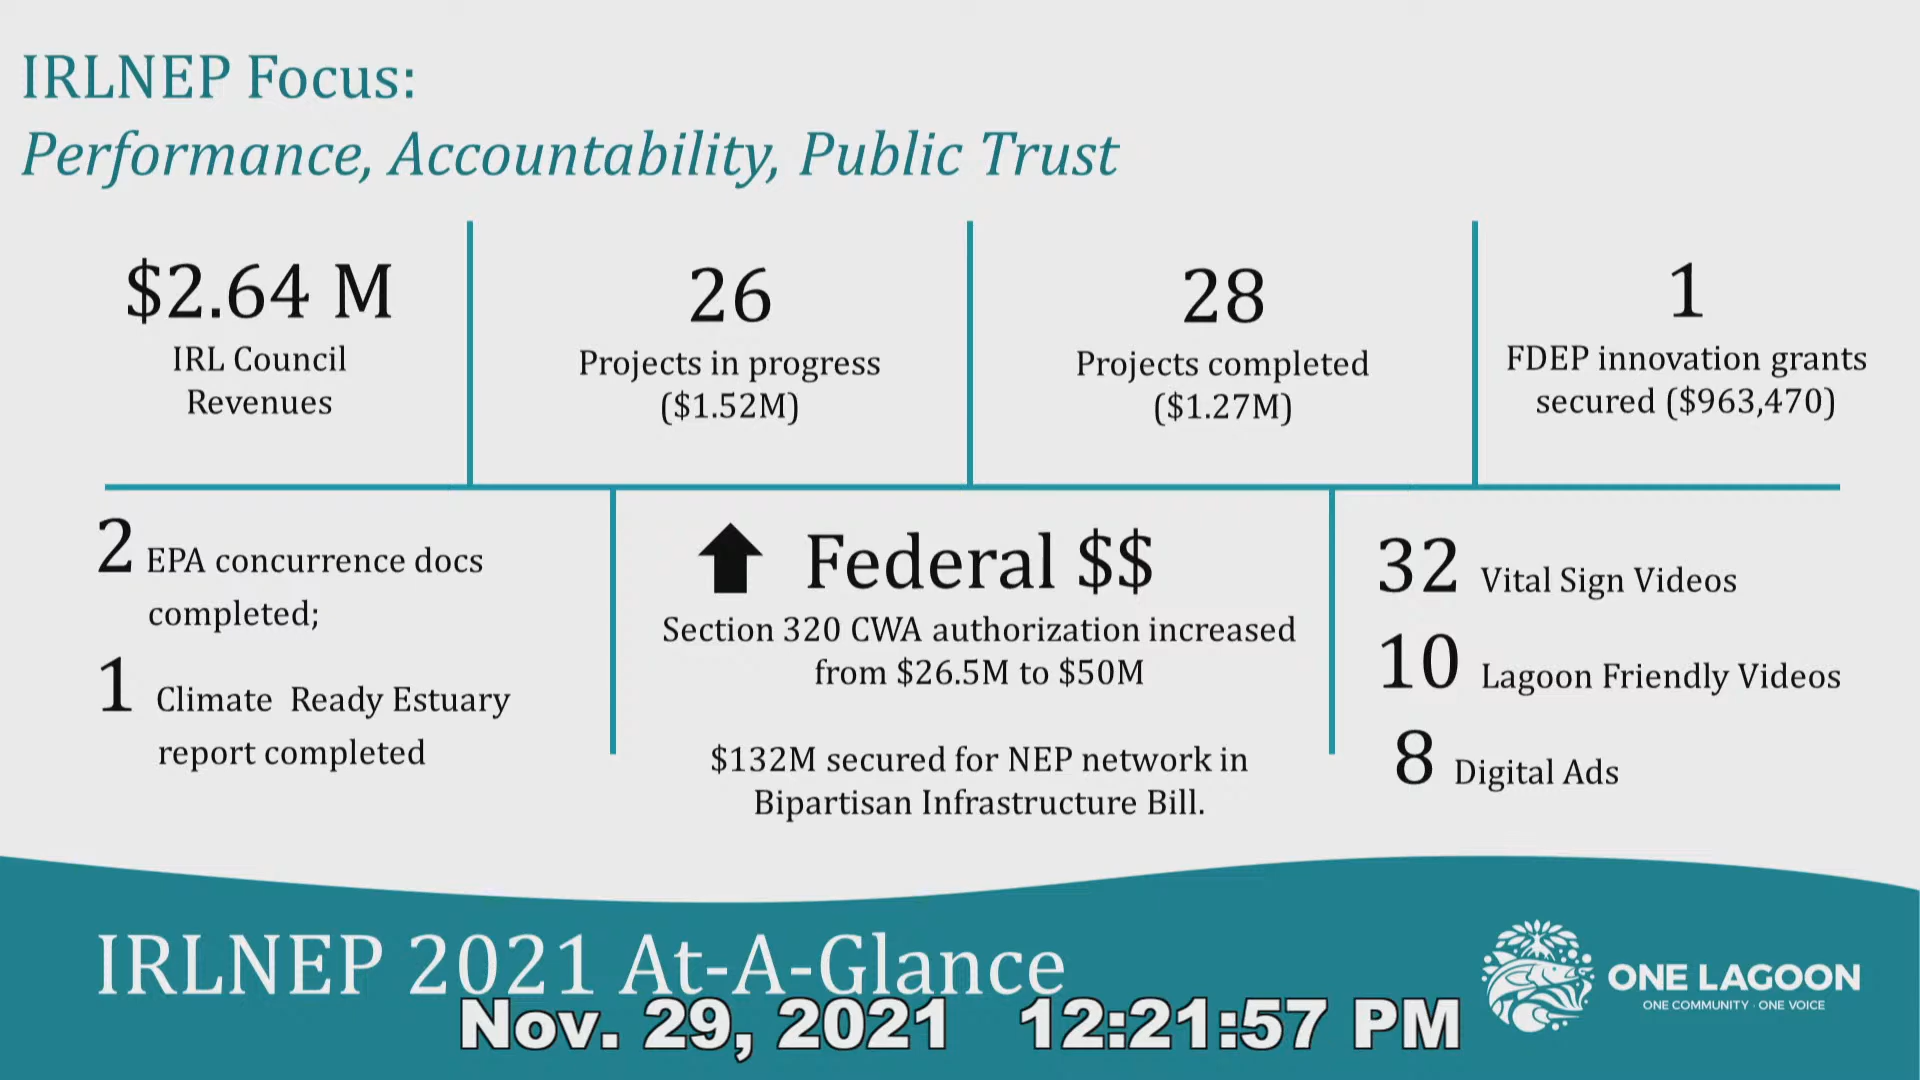 IRLNEP Focus:
Performance, Accountability, Public Trust
$2.64 M
IRL Council
Revenues
26
Projects in progress
($1.52M)
28
Projects completed
($1.27M)
1
FDEP innovation grants
secured ($963,470)
2 EPA concurrence docs
completed;
1 Climate Ready Estuary
report completed
Federal $$
Section 320 CWA authorization increased
from $26.5M to $50M
$132M secured for NEP network in
Bipartisan Infrastructure Bill.
32 Vital Sign Videos
10 Lagoon Friendly Videos
8 Digital Ads
IRLNEP 2021 At-A-Glance
ONE LAGOON
ONE COMMUNITY · ONE VOICE
Nov. 29, 2021 12:21:57 PM